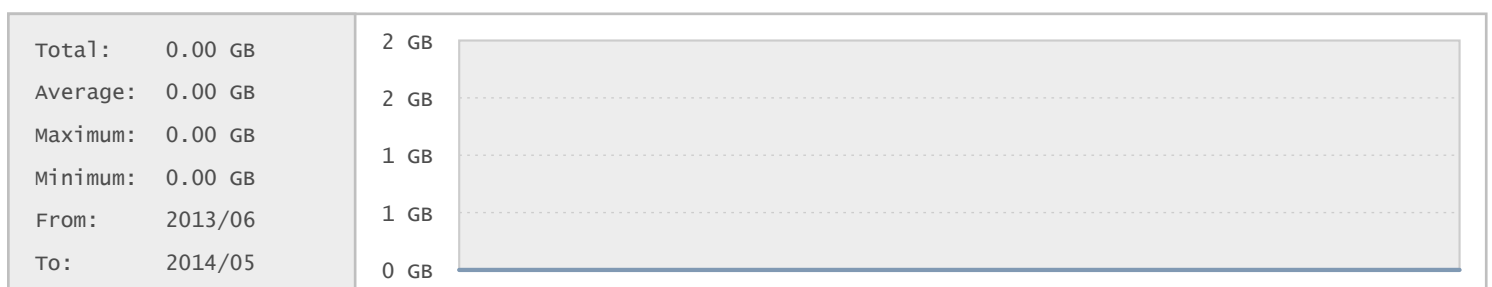 Total: 0.00 GB
Average: 0.00 GB
Maximum: 0.00 GB
Minimum: 0.00 GB
From: 2013/06
To: 2014/05
2 GB
2 GB
1 GB
1 GB
0 GB